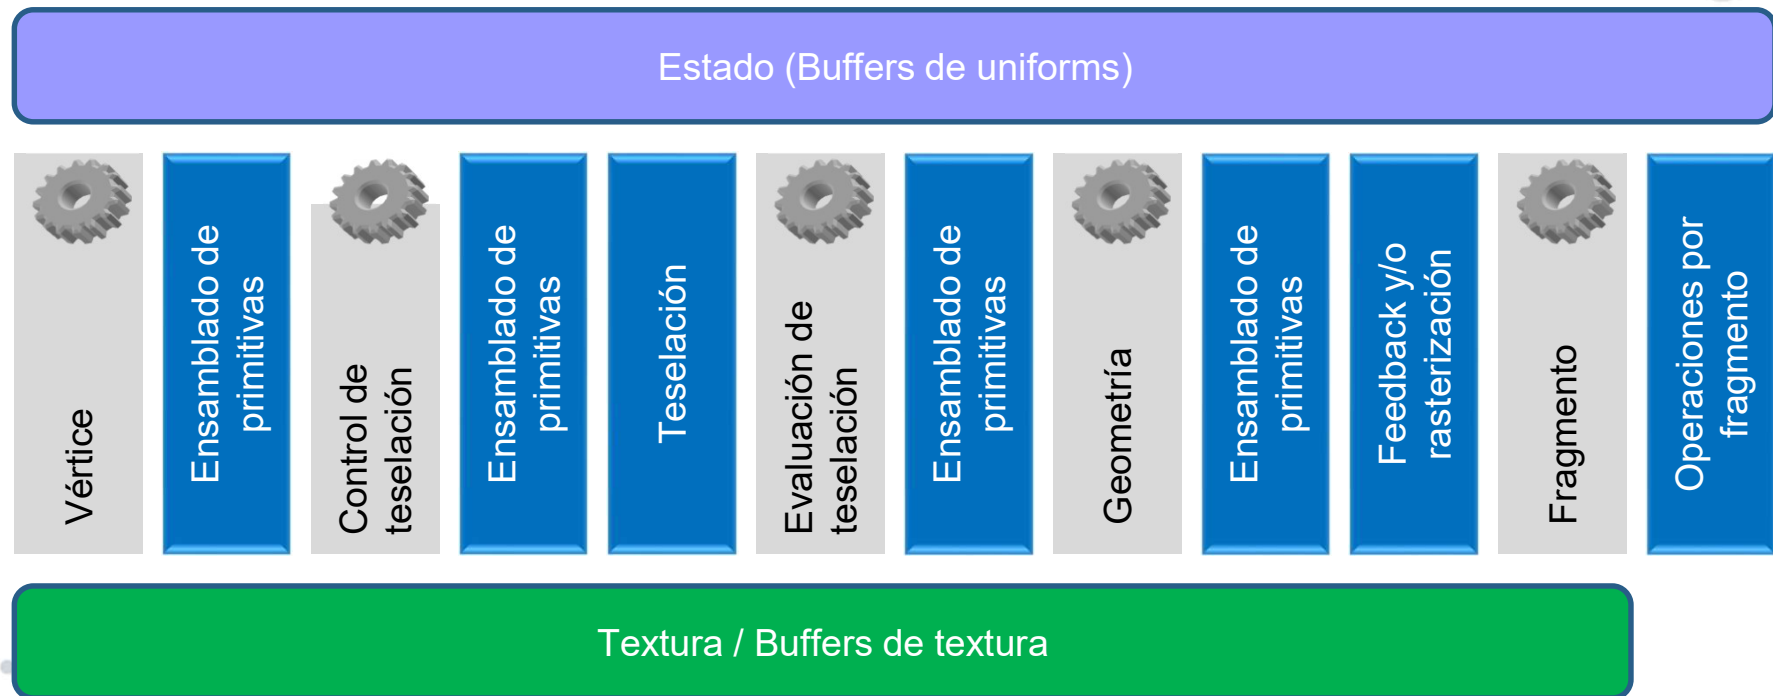 Estado (Buffers de uniforms)
Vértice
Ensamblado de
primitivas
Control de
teselación
Ensamblado de
primitivas
Teselación
Evaluación de
teselación
Ensamblado de
primitivas
Geometría
Ensamblado de
primitivas
Feedback y/o
rasterización
Fragmento
Operaciones por
fragmento
Textura / Buffers de textura